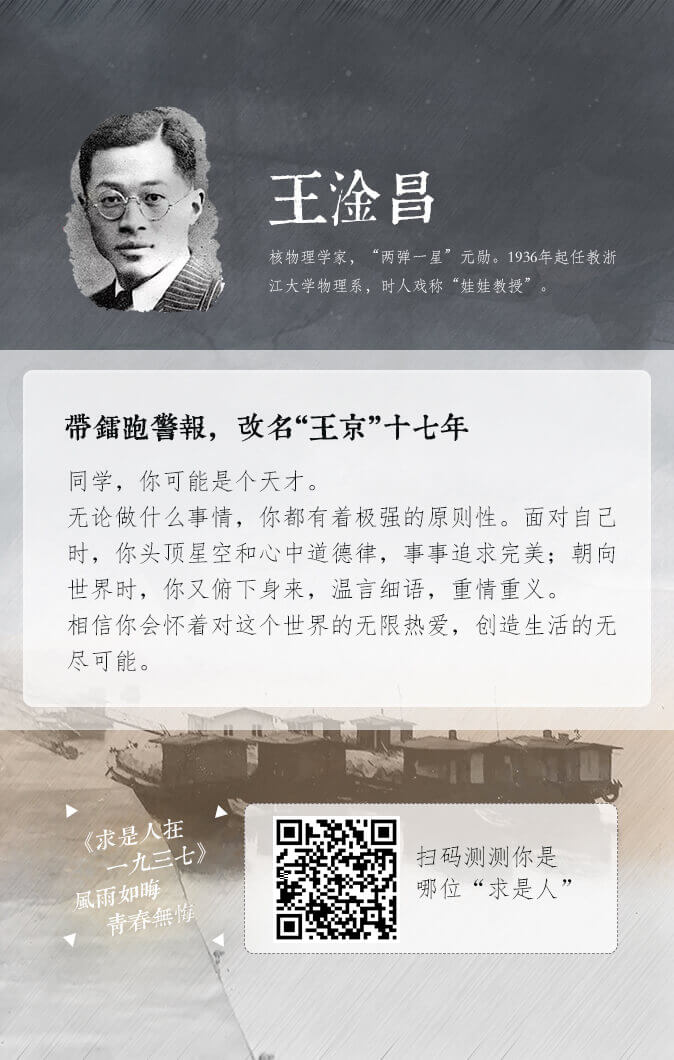 王淦昌
核物理学家，“两弹一星”元勋。1936年起任教浙
江大学物理系，时人戏称“娃娃教授”。
帶鐳跑警報，改名“王京”十七年
同学，你可能是个天才。
无论做什么事情，你都有着极强的原则性。面对自己
时，你头顶星空和心中道德律，事事追求完美；朝向
世界时，你又俯下身来，温言细语，重情重义。
相信你会怀着对这个世界的无限热爱，创造生活的无
尽可能。
《求是人在
一九三七》
風雨如晦
青春無悔
扫码测测你是
哪位“求是人”